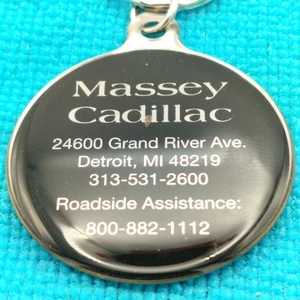 Massey
Cadillac
24600 Grand River Ave.
Detroit, MI 48219
313-531-2600
Roadside Assistance:
800-882-1112